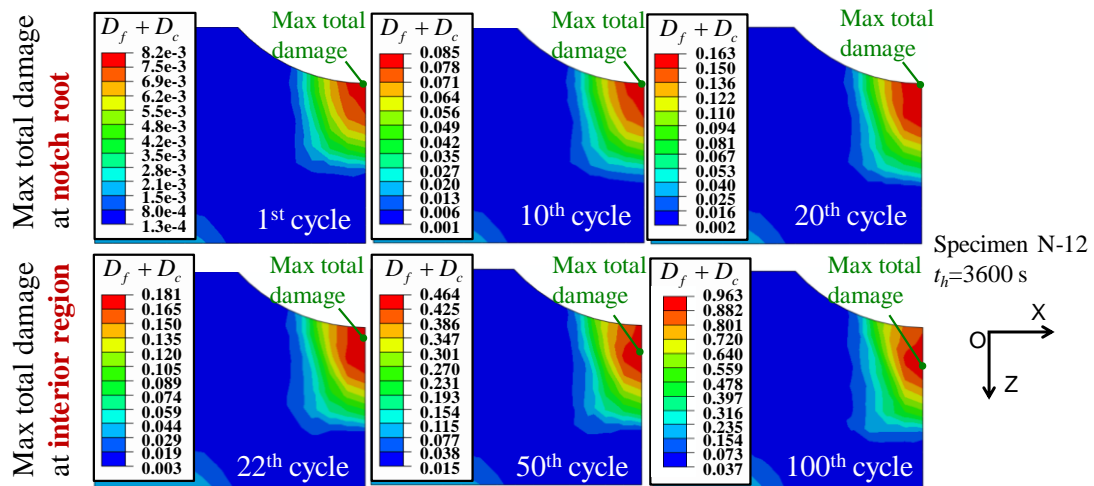 Max total damage
at notch root
D_f + D_c
8.2e-3
7.5e-3
6.9e-3
6.2e-3
5.5e-3
4.8e-3
4.2e-3
3.5e-3
2.8e-3
2.1e-3
1.5e-3
8.0e-4
1.3e-4
Max total
damage
1st cycle
D_f + D_c
0.085
0.078
0.071
0.064
0.056
0.049
0.042
0.035
0.027
0.020
0.013
0.006
0.001
Max total
damage
10th cycle
D_f + D_c
0.163
0.150
0.136
0.122
0.110
0.094
0.081
0.067
0.053
0.040
0.025
0.016
0.002
Max total
damage
20th cycle
Max total damage
at interior region
D_f + D_c
0.181
0.165
0.150
0.135
0.120
0.105
0.089
0.074
0.059
0.044
0.029
0.019
0.003
Max total
damage
22th cycle
D_f + D_c
0.464
0.425
0.386
0.347
0.301
0.270
0.231
0.193
0.154
0.115
0.077
0.038
0.015
Max total
damage
50th cycle
D_f + D_c
0.963
0.882
0.801
0.720
0.640
0.559
0.478
0.397
0.316
0.235
0.154
0.073
0.037
Max total
damage
100th cycle
Specimen N-12
t_h=3600 s
X
O
Z